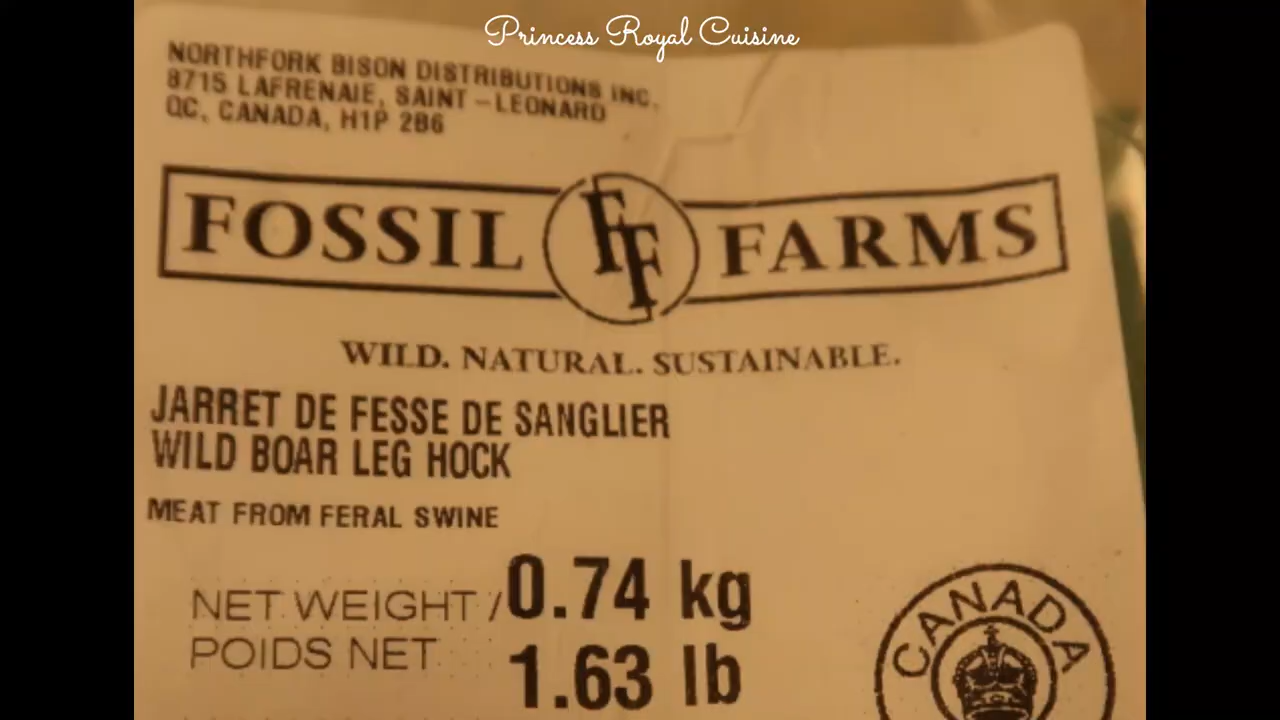 Princess Royal Cuisine
NORTHFORK BISON DISTRIBUTIONS INC.
8715 LAFRENAIE, SAINT-LEONARD
QC, CANADA, H1P 2B6
FOSSIL FF FARMS
WILD. NATURAL. SUSTAINABLE.
JARRET DE FESSE DE SANGLIER
WILD BOAR LEG HOCK
MEAT FROM FERAL SWINE
NET WEIGHT / 0.74 kg
POIDS NET 1.63 lb
CANADA